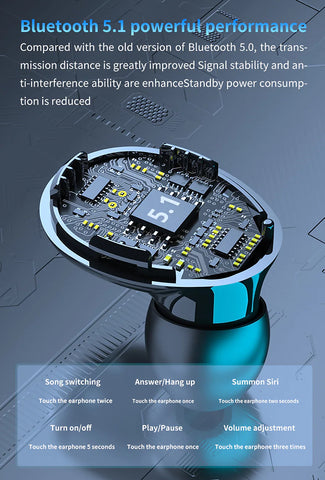 Bluetooth 5.1 powerful performance
Compared with the old version of Bluetooth 5.0, the trans-
mission distance is greatly improved Signal stability and an-
ti-interference ability are enhanceStandby power consump-
tion is reduced
5.1
Song switching
Touch the earphone twice
Answer/Hang up
Touch the earphone once
Summon Siri
Touch the earphone two seconds
Turn on/off
Touch the earphone 5 seconds
Play/Pause
Touch the earphone once
Volume adjustment
Touch the earphone three times